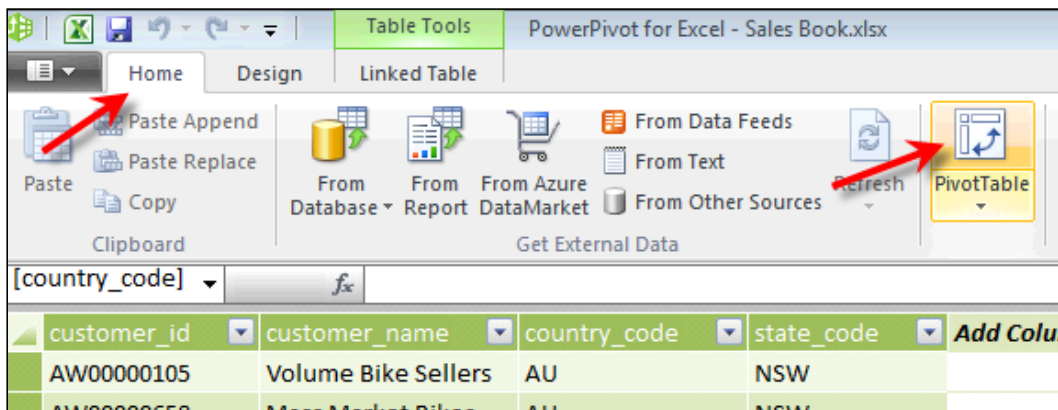 Table Tools PowerPivot for Excel - Sales Book.xlsx
Home Design Linked Table
Paste
Paste Append
Paste Replace
Copy
Clipboard
From
Database
From
Report
From Azure
DataMarket
From Data Feeds
From Text
From Other Sources
Get External Data
Refresh
PivotTable
[country_code] fx
customer_id customer_name country_code state_code Add Colu
AW00000105 Volume Bike Sellers AU NSW